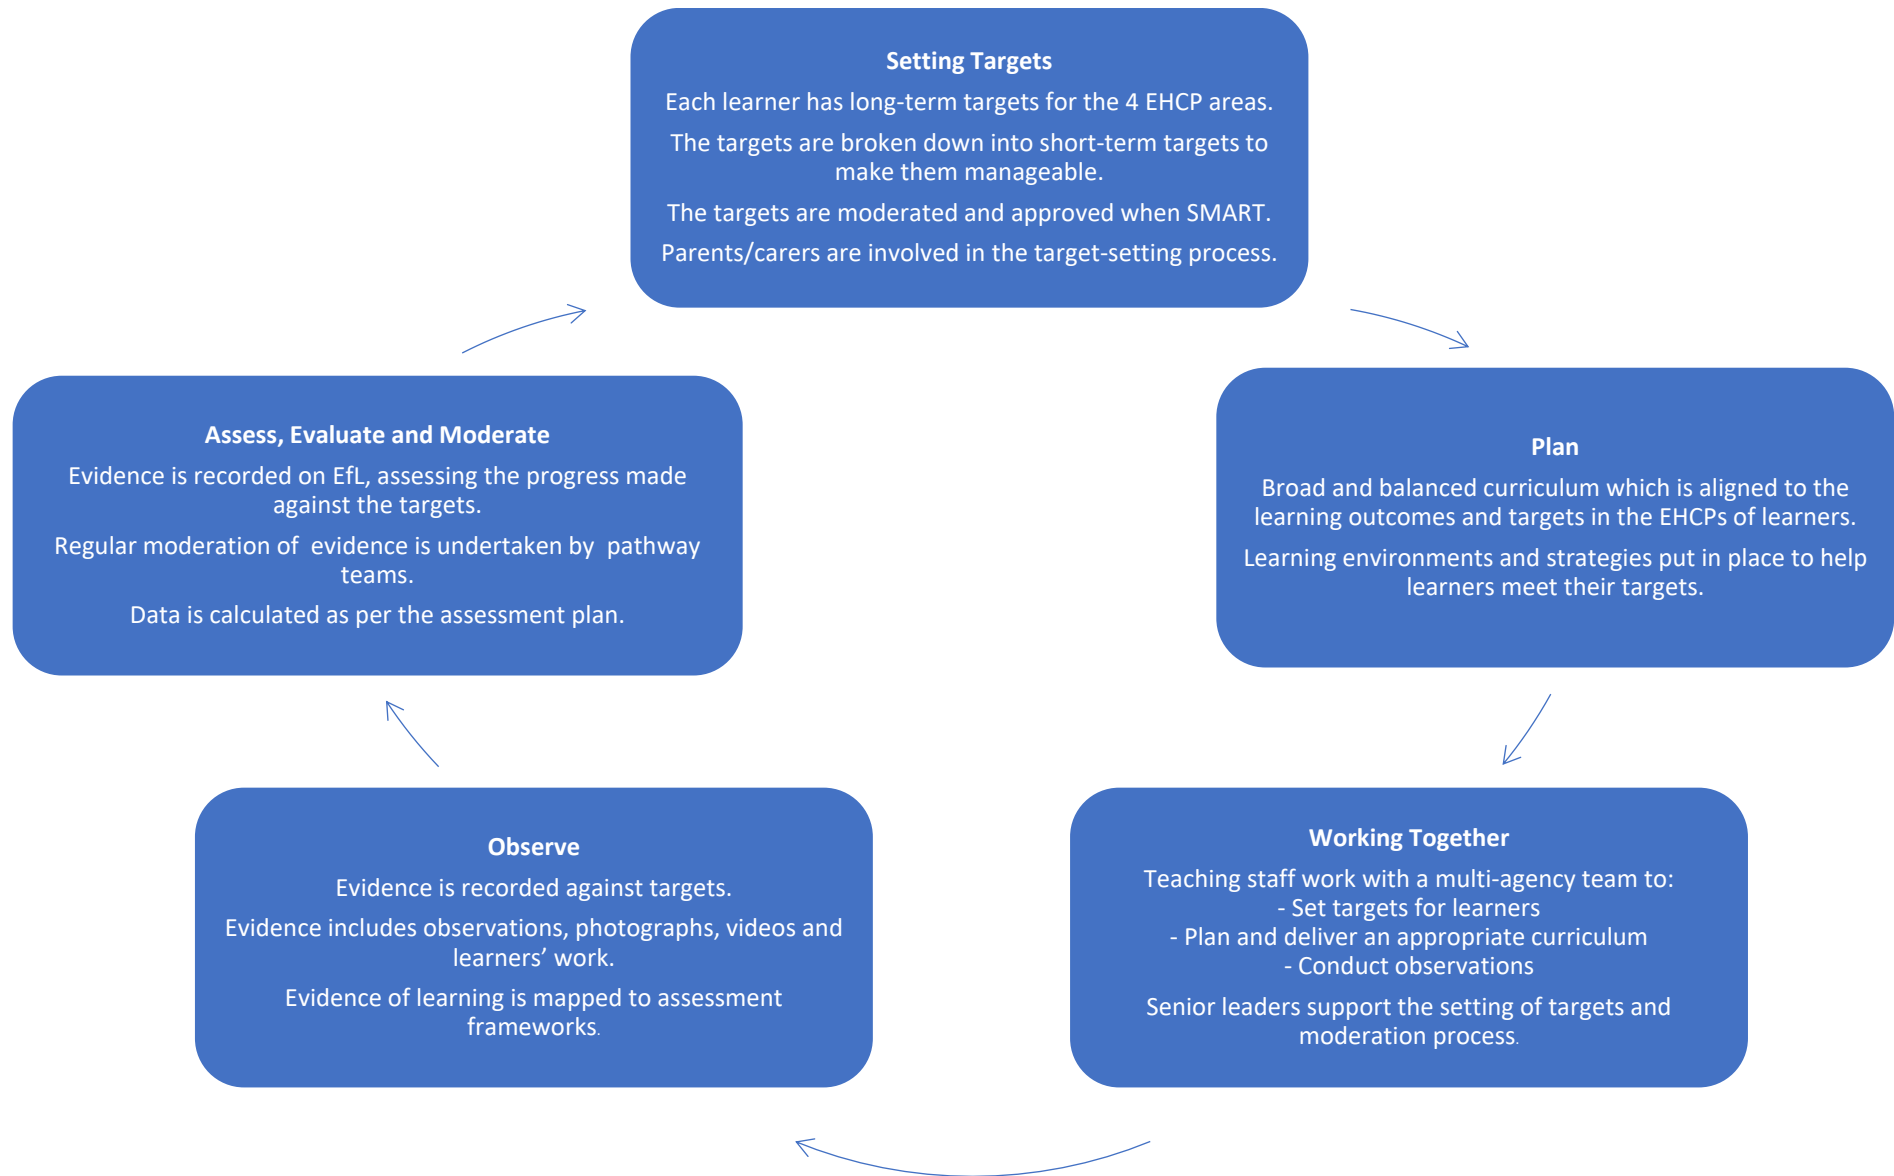 Setting Targets
Each learner has long-term targets for the 4 EHCP areas.
The targets are broken down into short-term targets to
make them manageable.
The targets are moderated and approved when SMART.
Parents/carers are involved in the target-setting process.
Plan
Broad and balanced curriculum which is aligned to the
learning outcomes and targets in the EHCPs of learners.
Learning environments and strategies put in place to help
learners meet their targets.
Working Together
Teaching staff work with a multi-agency team to:
- Set targets for learners
- Plan and deliver an appropriate curriculum
- Conduct observations
Senior leaders support the setting of targets and
moderation process.
Observe
Evidence is recorded against targets.
Evidence includes observations, photographs, videos and
learners’ work.
Evidence of learning is mapped to assessment
frameworks.
Assess, Evaluate and Moderate
Evidence is recorded on EfL, assessing the progress made
against the targets.
Regular moderation of  evidence is undertaken by  pathway
teams.
Data is calculated as per the assessment plan.